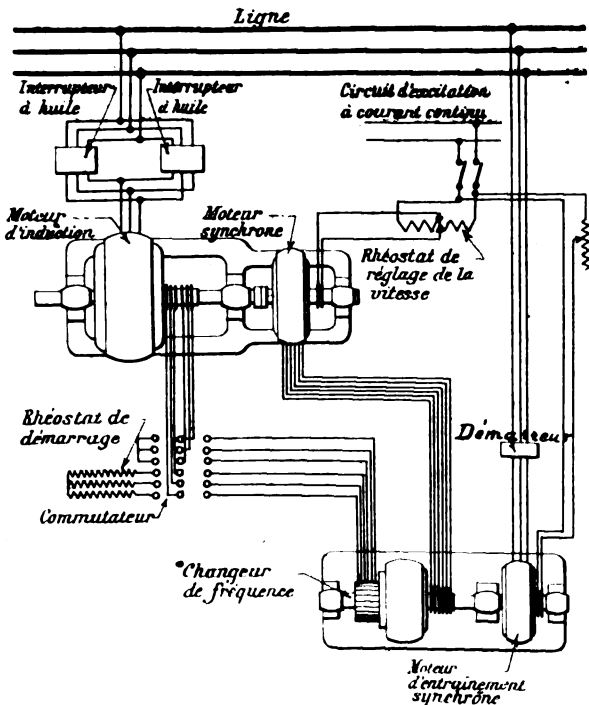 Ligne
Interrupteur
à huile
Interrupteur
à huile
Circuit d'excitation
à courant continu
Moteur
d'induction
Moteur
synchrone
Rhéostat de
réglage de la
vitesse
Rhéostat de
démarrage
Commutateur
Démarreur
Changeur
de fréquence
Moteur
d'entrainement
synchrone